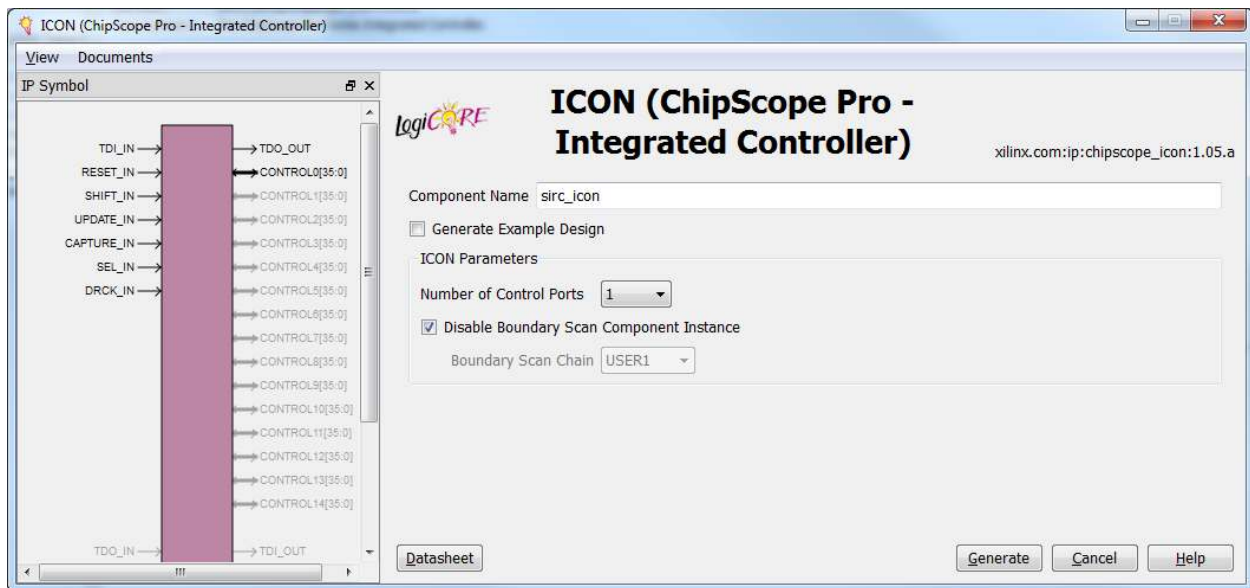 ICON (ChipScope Pro - Integrated Controller)
View Documents
IP Symbol
TDI_IN
RESET_IN
SHIFT_IN
UPDATE_IN
CAPTURE_IN
SEL_IN
DRCK_IN
TDO_IN
TDO_OUT
CONTROL0[35:0]
CONTROL1[35:0]
CONTROL2[35:0]
CONTROL3[35:0]
CONTROL4[35:0]
CONTROL5[35:0]
CONTROL6[35:0]
CONTROL7[35:0]
CONTROL8[35:0]
CONTROL9[35:0]
CONTROL10[35:0]
CONTROL11[35:0]
CONTROL12[35:0]
CONTROL13[35:0]
CONTROL14[35:0]
TDI_OUT
LogiCORE
ICON (ChipScope Pro -
Integrated Controller)
xilinx.com:ip:chipscope_icon:1.05.a
Component Name sirc_icon
Generate Example Design
ICON Parameters
Number of Control Ports 1
Disable Boundary Scan Component Instance
Boundary Scan Chain USER1
Datasheet Generate Cancel Help